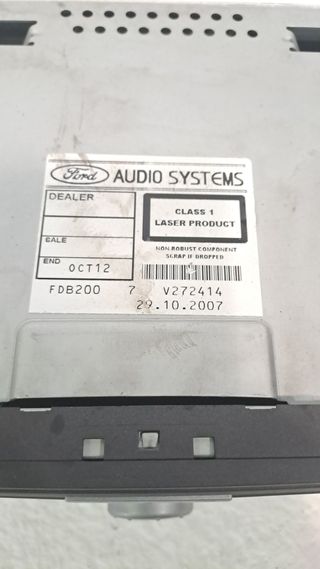 Ford AUDIO SYSTEMS
DEALER
CLASS 1
LASER PRODUCT
SALE
NON ROBUST COMPONENT
SCRAP IF DROPPED
END OCT12
FDB200 7 V272414
29.10.2007